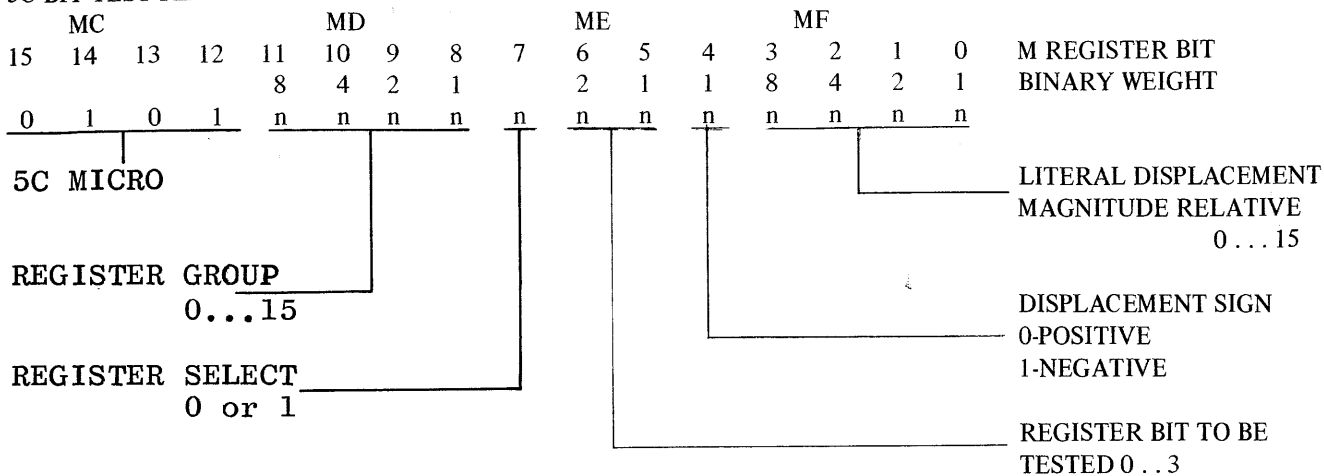 MC MD ME MF
15 14 13 12 11 10 9 8 7 6 5 4 3 2 1 0 M REGISTER BIT
8 4 2 1 2 1 1 8 4 2 1 BINARY WEIGHT
0 1 0 1 n n n n n n n n n n n n
5C MICRO
LITERAL DISPLACEMENT
MAGNITUDE RELATIVE
0 . . . 15
REGISTER GROUP
0...15
DISPLACEMENT SIGN
0-POSITIVE
1-NEGATIVE
REGISTER SELECT
0 or 1
REGISTER BIT TO BE
TESTED 0 . . 3